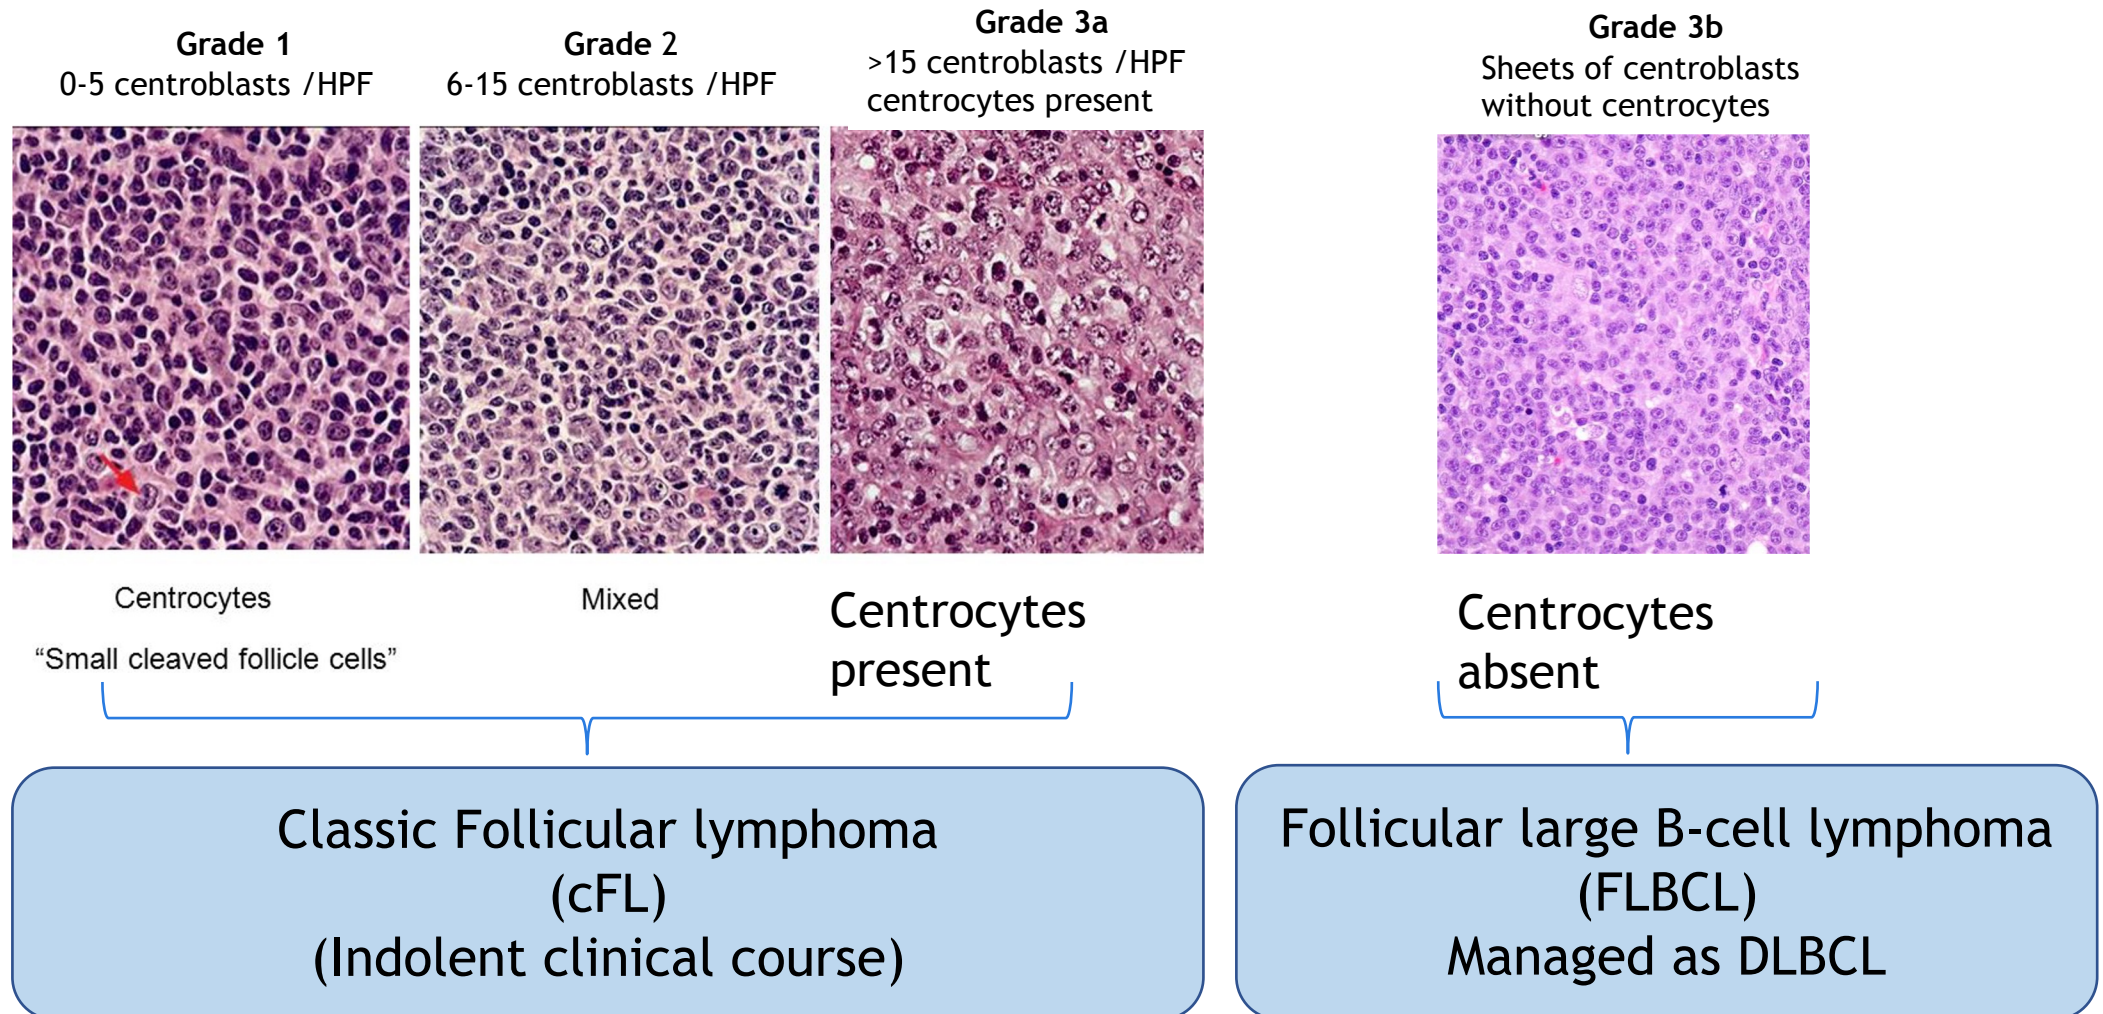 Grade 1
0-5 centroblasts /HPF
Grade 2
6-15 centroblasts /HPF
Grade 3a
>15 centroblasts /HPF
centrocytes present
Grade 3b
Sheets of centroblasts
without centrocytes
Centrocytes
“Small cleaved follicle cells”
Mixed
Centrocytes
present
Centrocytes
absent
Classic Follicular lymphoma
(cFL)
(Indolent clinical course)
Follicular large B-cell lymphoma
(FLBCL)
Managed as DLBCL